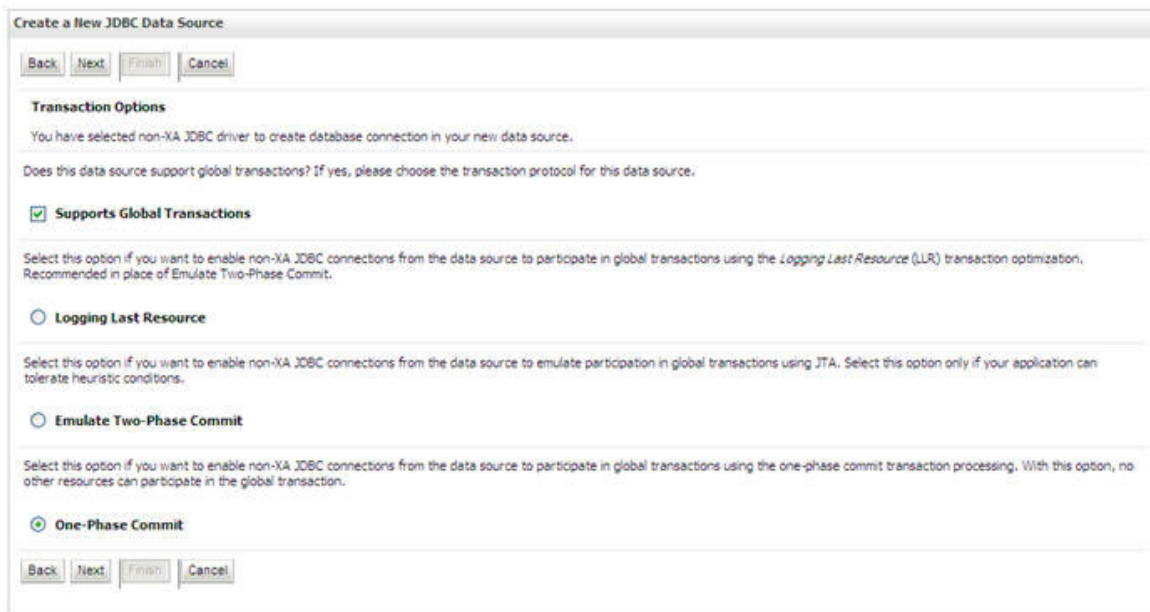 Create a New JDBC Data Source
Back Next Finish Cancel
Transaction Options
You have selected non-XA JDBC driver to create database connection in your new data source.
Does this data source support global transactions? If yes, please choose the transaction protocol for this data source.
Supports Global Transactions
Select this option if you want to enable non-XA JDBC connections from the data source to participate in global transactions using the Logging Last Resource (LLR) transaction optimization.
Recommended in place of Emulate Two-Phase Commit.
Logging Last Resource
Select this option if you want to enable non-XA JDBC connections from the data source to emulate participation in global transactions using JTA. Select this option only if your application can
tolerate heuristic conditions.
Emulate Two-Phase Commit
Select this option if you want to enable non-XA JDBC connections from the data source to participate in global transactions using the one-phase commit transaction processing. With this option, no
other resources can participate in the global transaction.
One-Phase Commit
Back Next Finish Cancel